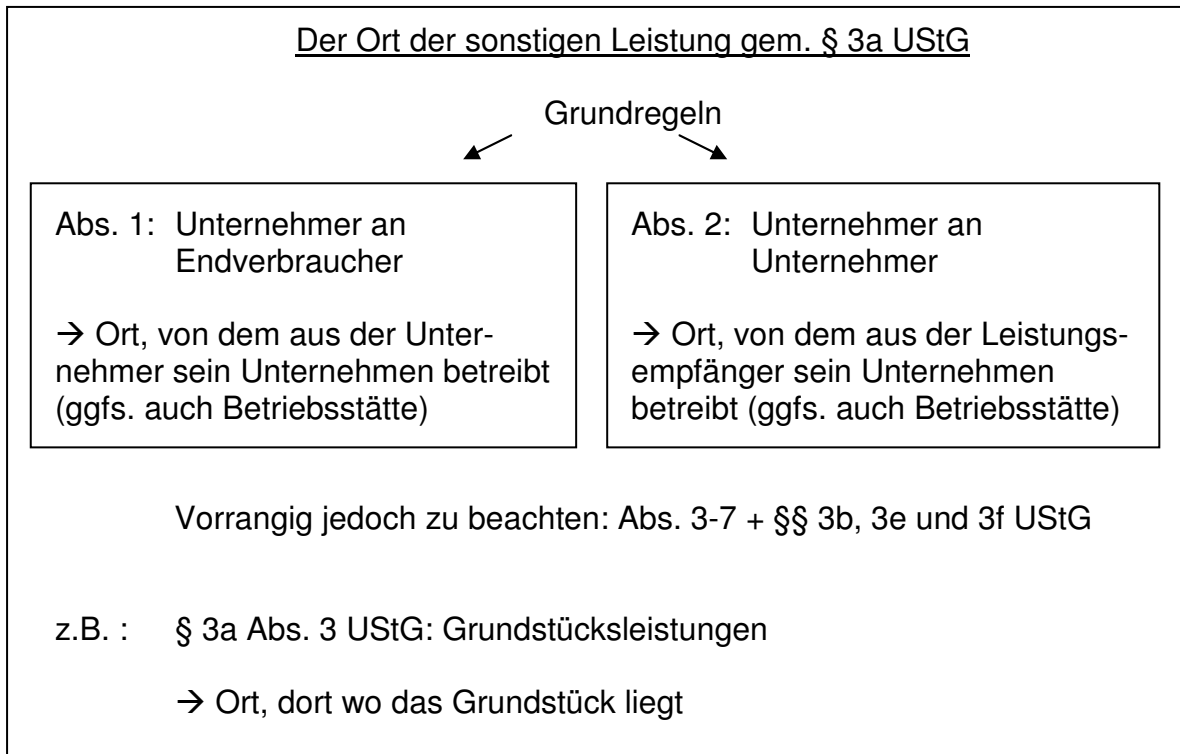 Der Ort der sonstigen Leistung gem. § 3a UStG
Grundregeln
Abs. 1: Unternehmer an
Endverbraucher
→ Ort, von dem aus der Unter-
nehmer sein Unternehmen betreibt
(ggfs. auch Betriebsstätte)
Abs. 2: Unternehmer an
Unternehmer
→ Ort, von dem aus der Leistungs-
empfänger sein Unternehmen
betreibt (ggfs. auch Betriebsstätte)
Vorrangig jedoch zu beachten: Abs. 3-7 + §§ 3b, 3e und 3f UStG
z.B. : § 3a Abs. 3 UStG: Grundstücksleistungen
→ Ort, dort wo das Grundstück liegt